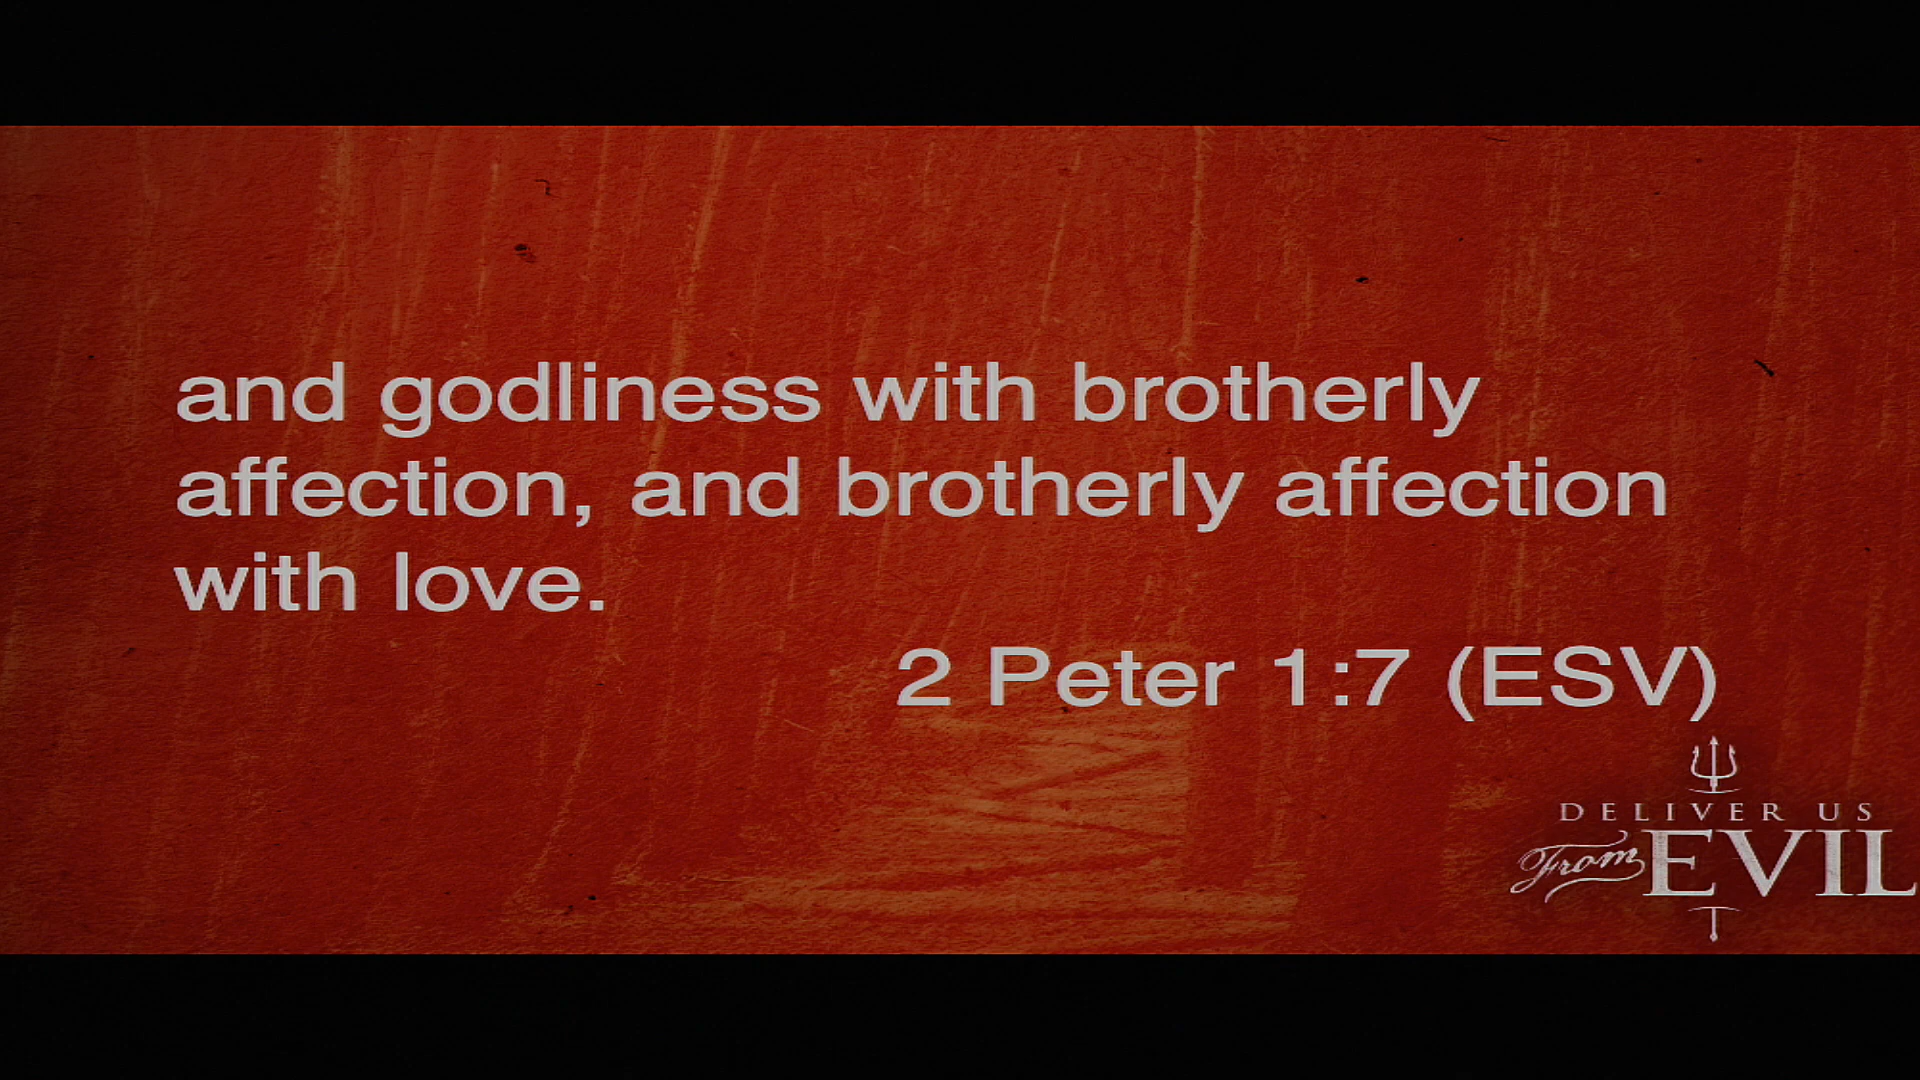 and godliness with brotherly
affection, and brotherly affection
with love.
2 Peter 1:7 (ESV)
DELIVER US
From EVIL